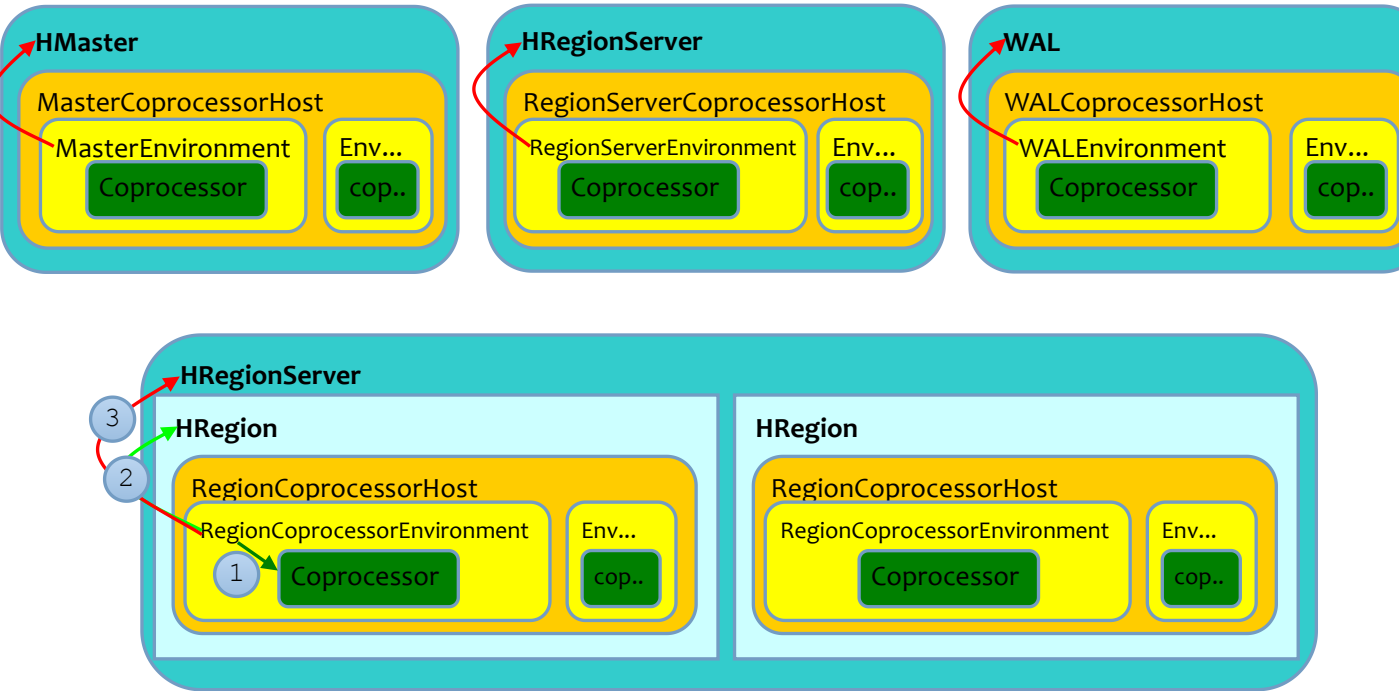 HMaster
MasterCoprocessorHost
MasterEnvironment
Coprocessor
Env...
cop..
HRegionServer
RegionServerCoprocessorHost
RegionServerEnvironment
Coprocessor
Env...
cop..
WAL
WALCoprocessorHost
WALEnvironment
Coprocessor
Env...
cop..
HRegionServer
3
HRegion
2
RegionCoprocessorHost
RegionCoprocessorEnvironment
1
Coprocessor
Env...
cop..
HRegion
RegionCoprocessorHost
RegionCoprocessorEnvironment
Coprocessor
Env...
cop..